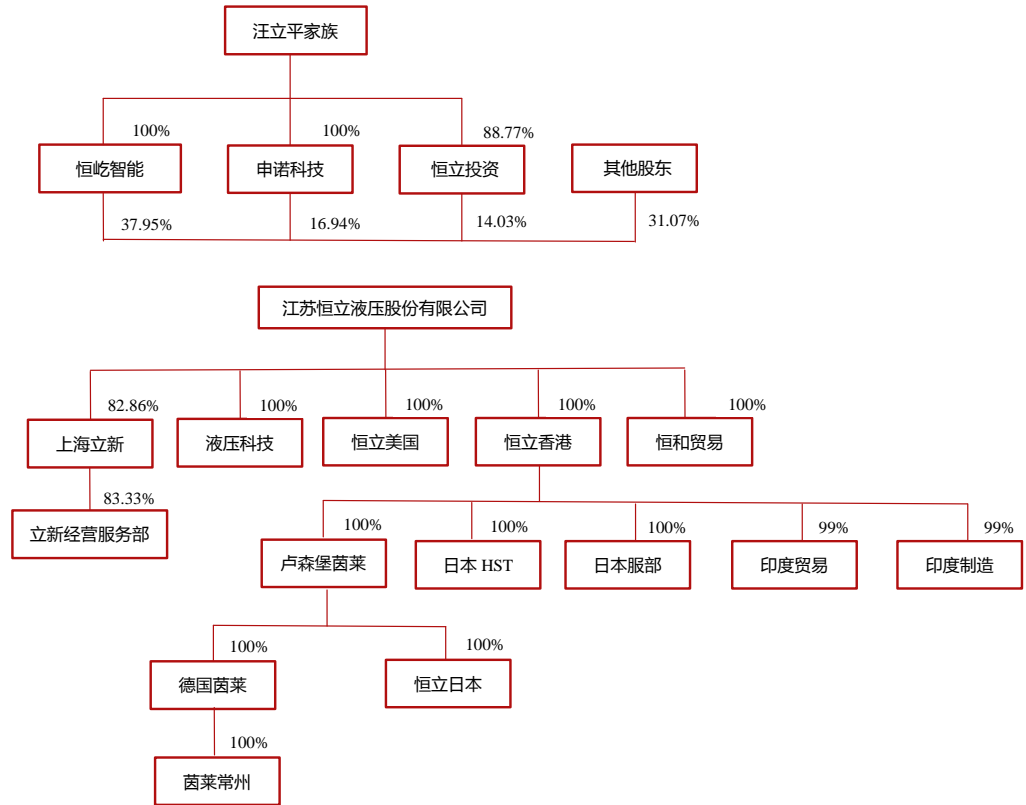 汪立平家族
100%
100%
88.77%
恒屹智能
申诺科技
恒立投资
其他股东
37.95%
16.94%
14.03%
31.07%
江苏恒立液压股份有限公司
82.86%
100%
100%
100%
100%
上海立新
液压科技
恒立美国
恒立香港
恒和贸易
83.33%
立新经营服务部
100%
100%
100%
99%
99%
卢森堡茵莱
日本 HST
日本服部
印度贸易
印度制造
100%
100%
德国茵莱
恒立日本
100%
茵莱常州